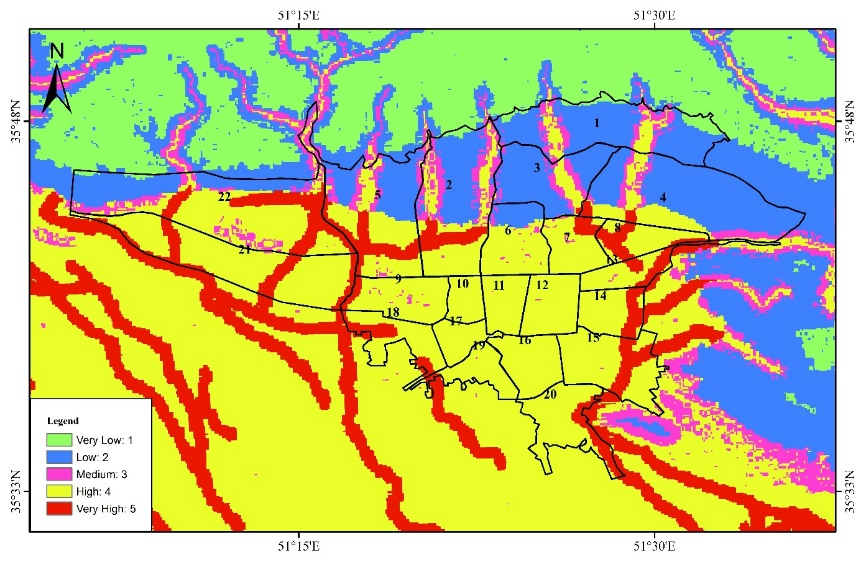 51°15'E 51°30'E
N
35°48'N 35°48'N
1
3
2
4
5
22
6
7
8
21
13
9
10
11
12
14
18
17
16
15
19
20
Legend
Very Low: 1
Low: 2
Medium: 3
High: 4
Very High: 5
35°33'N 35°33'N
51°15'E 51°30'E